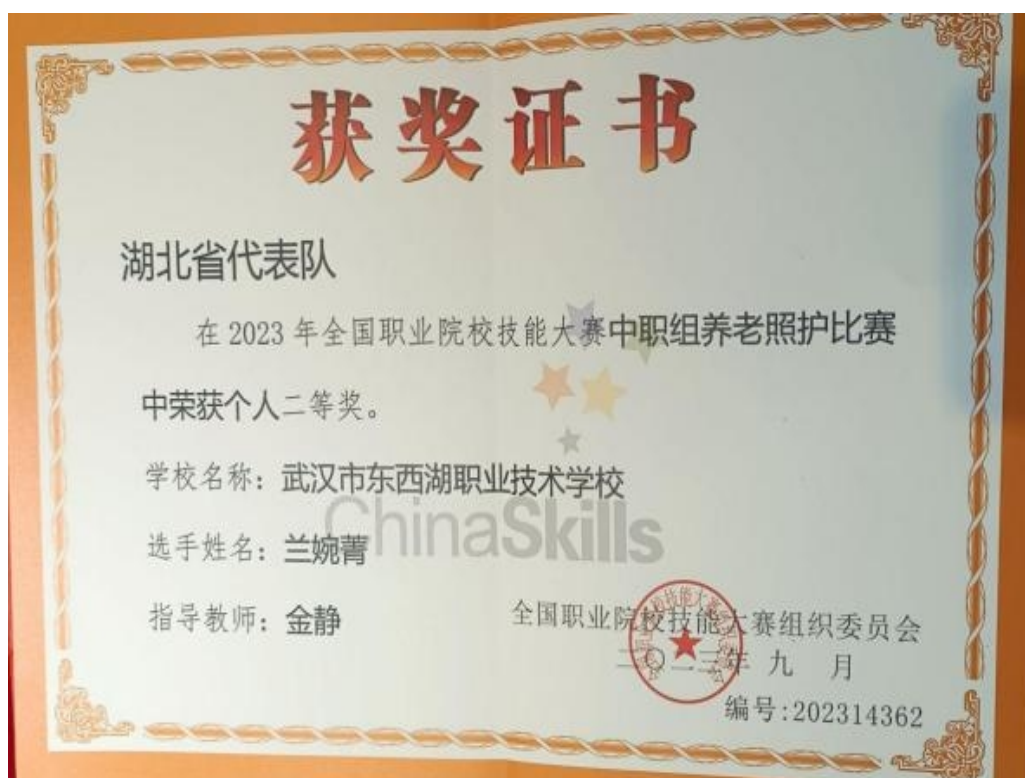 获奖证书
湖北省代表队
在 2023 年全国职业院校技能大赛中职组养老照护比赛
中荣获个人二等奖。
学校名称：武汉市东西湖职业技术学校
ChinaSkills
选手姓名：兰婉菁
指导教师：金静
全国职业院校技能大赛组织委员会
二〇二三年 九 月
编号:202314362